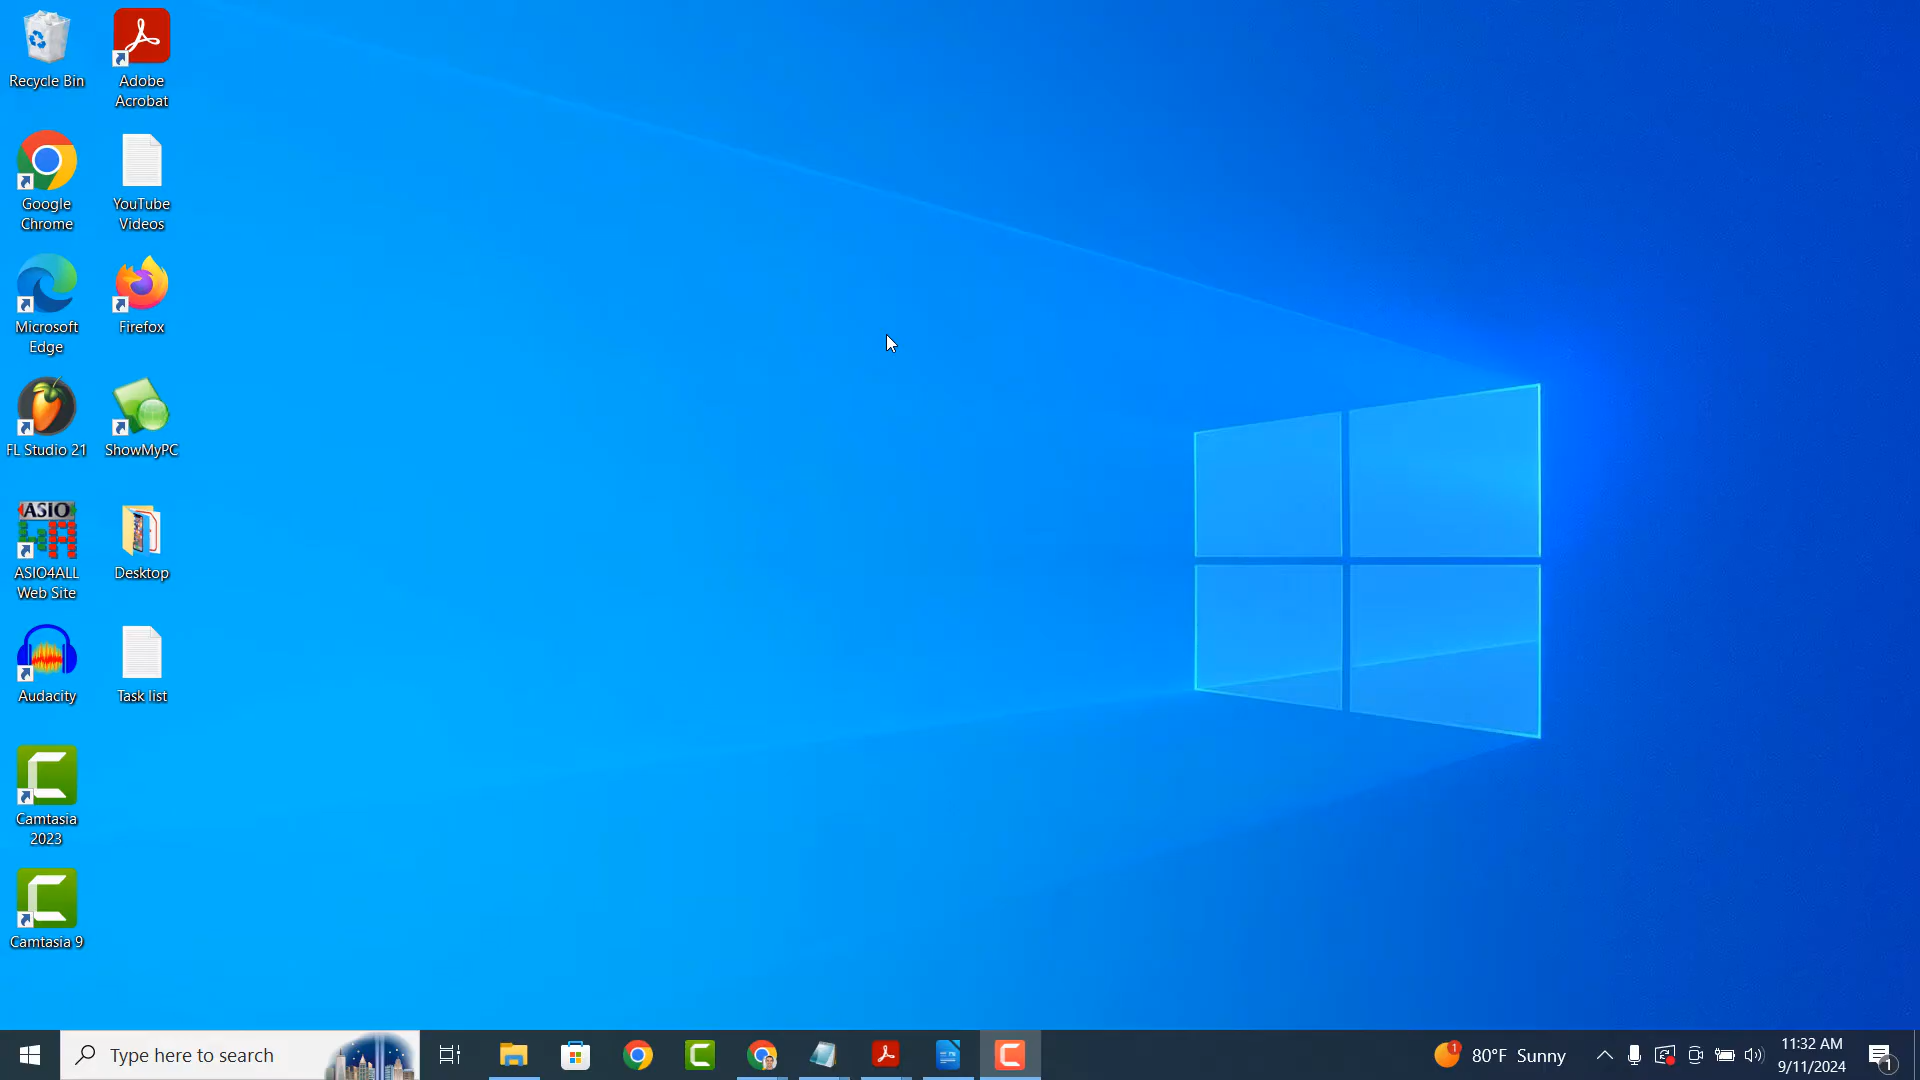 Recycle Bin
Adobe
Acrobat
Google
Chrome
YouTube
Videos
Microsoft
Edge
Firefox
FL Studio 21
ShowMyPC
ASIO
ASIO4ALL
Web Site
Desktop
Audacity
Task list
Camtasia
2023
Camtasia 9
Type here to search
1
80°F Sunny
11:32 AM
9/11/2024
1